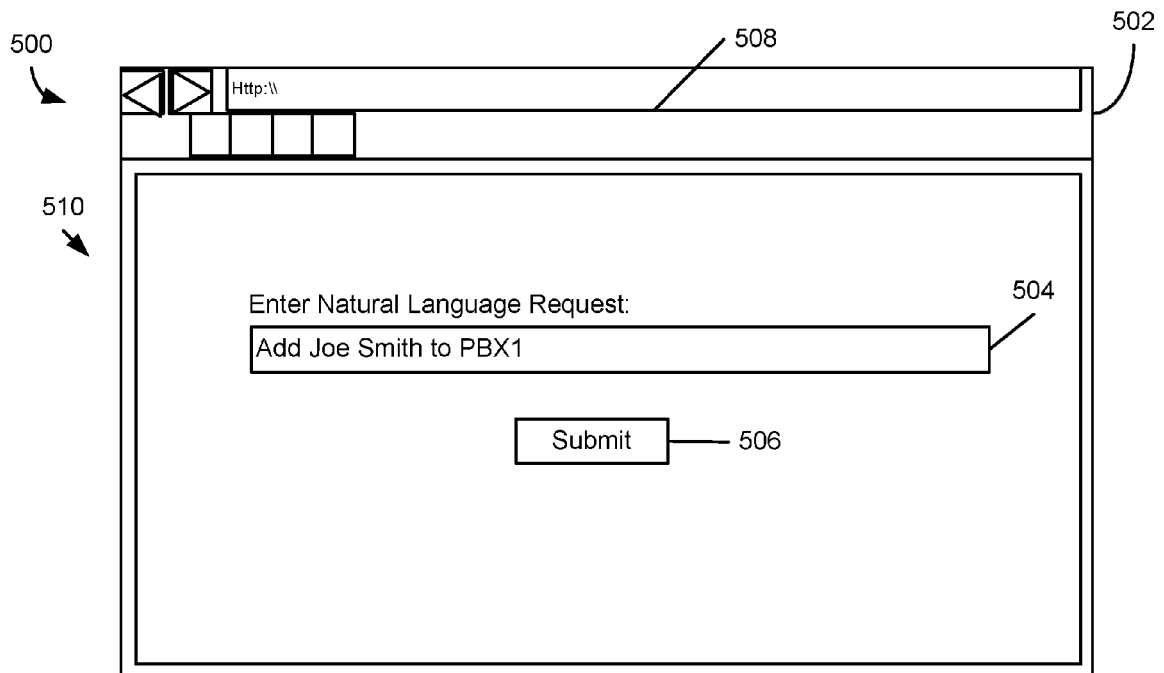 502
508
500
Http:\\
510
504
Enter Natural Language Request:
Add Joe Smith to PBX1
Submit
506